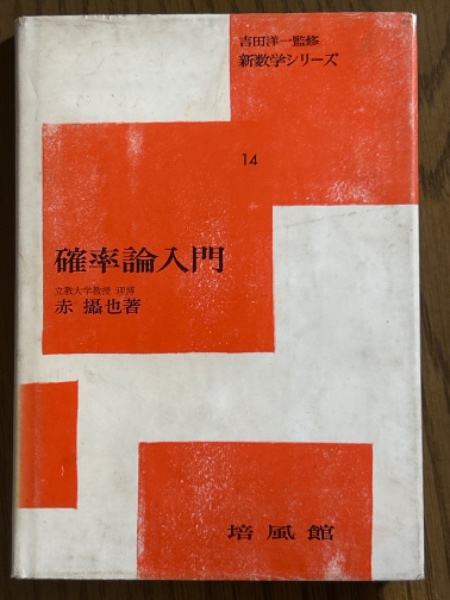 吉田洋一監修
新数学シリーズ
14
確率論入門
立教大学教授 理博
赤 攝也著
培風館